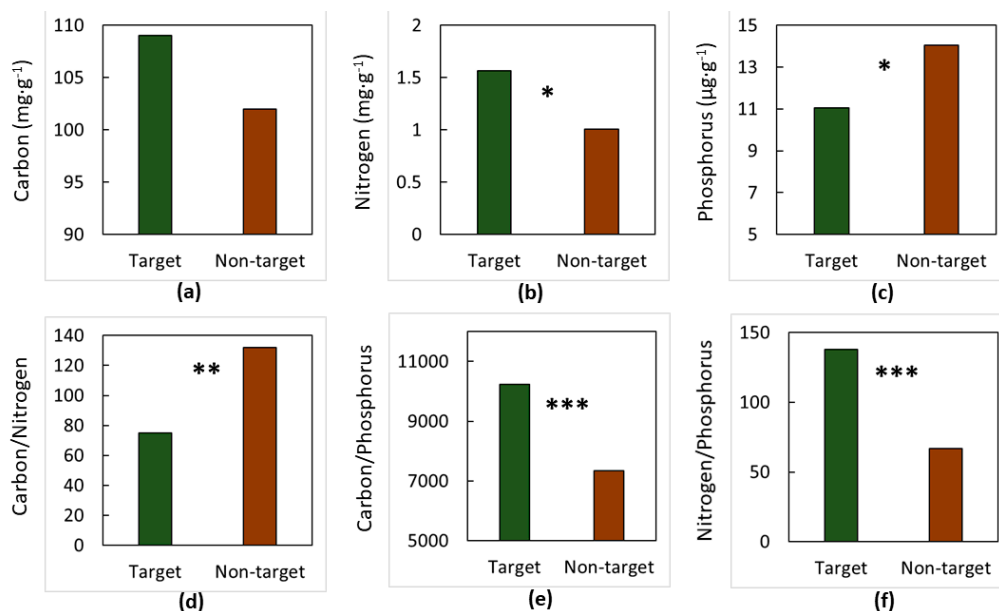 Carbon (mg·g⁻¹)
110
105
100
95
90
Target
Non-target
(a)
Nitrogen (mg·g⁻¹)
2
1.5
1
0.5
0
*
Target
Non-target
(b)
Phosphorus (µg·g⁻¹)
15
13
11
9
7
5
*
Target
Non-target
(c)
Carbon/Nitrogen
140
120
100
80
60
40
20
0
**
Target
Non-target
(d)
Carbon/Phosphorus
11000
9000
7000
5000
***
Target
Non-target
(e)
Nitrogen/Phosphorus
150
100
50
0
***
Target
Non-target
(f)